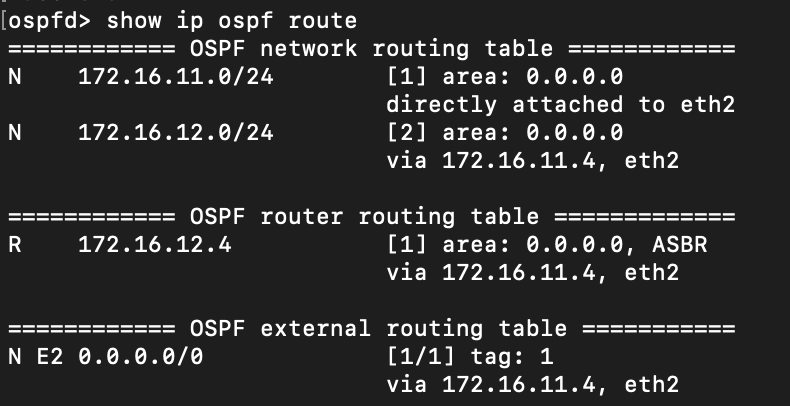 [ospfd> show ip ospf route
============ OSPF network routing table ============
N    172.16.11.0/24        [1] area: 0.0.0.0
                           directly attached to eth2
N    172.16.12.0/24        [2] area: 0.0.0.0
                           via 172.16.11.4, eth2

============ OSPF router routing table =============
R    172.16.12.4           [1] area: 0.0.0.0, ASBR
                           via 172.16.11.4, eth2

============ OSPF external routing table ===========
N E2 0.0.0.0/0             [1/1] tag: 1
                           via 172.16.11.4, eth2